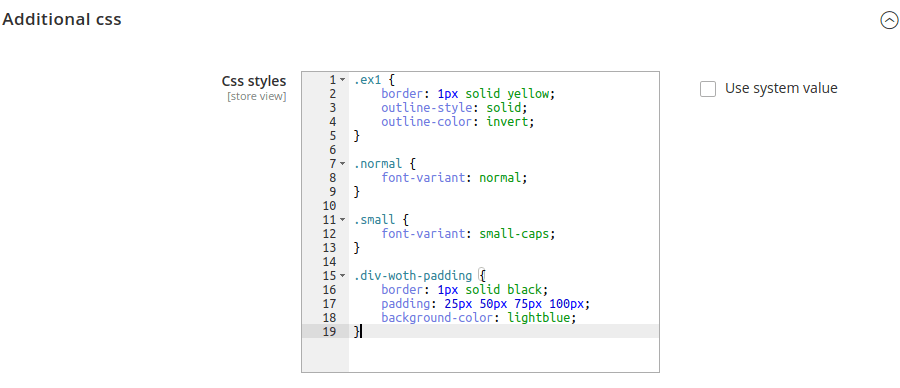 Additional css
Css styles
[store view]
1 .ex1 {
2     border: 1px solid yellow;
3     outline-style: solid;
4     outline-color: invert;
5 }
6
7 .normal {
8     font-variant: normal;
9 }
10
11 .small {
12     font-variant: small-caps;
13 }
14
15 .div-woth-padding {
16     border: 1px solid black;
17     padding: 25px 50px 75px 100px;
18     background-color: lightblue;
19 }
Use system value